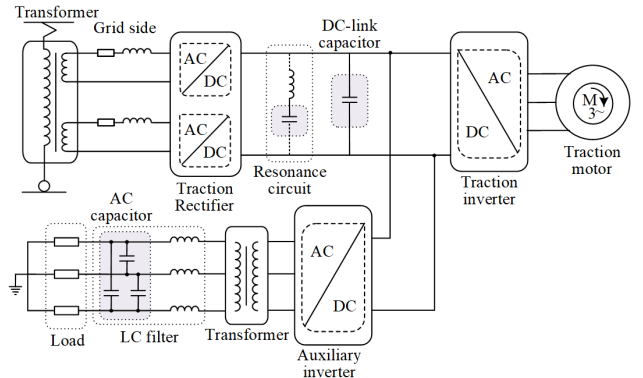 Transformer
Grid side
DC-link
capacitor
AC
DC
AC
DC
AC
DC
M
3~
Traction
Rectifier
Resonance
circuit
Traction
inverter
Traction
motor
AC
capacitor
AC
DC
Load
LC filter
Transformer
Auxiliary
inverter